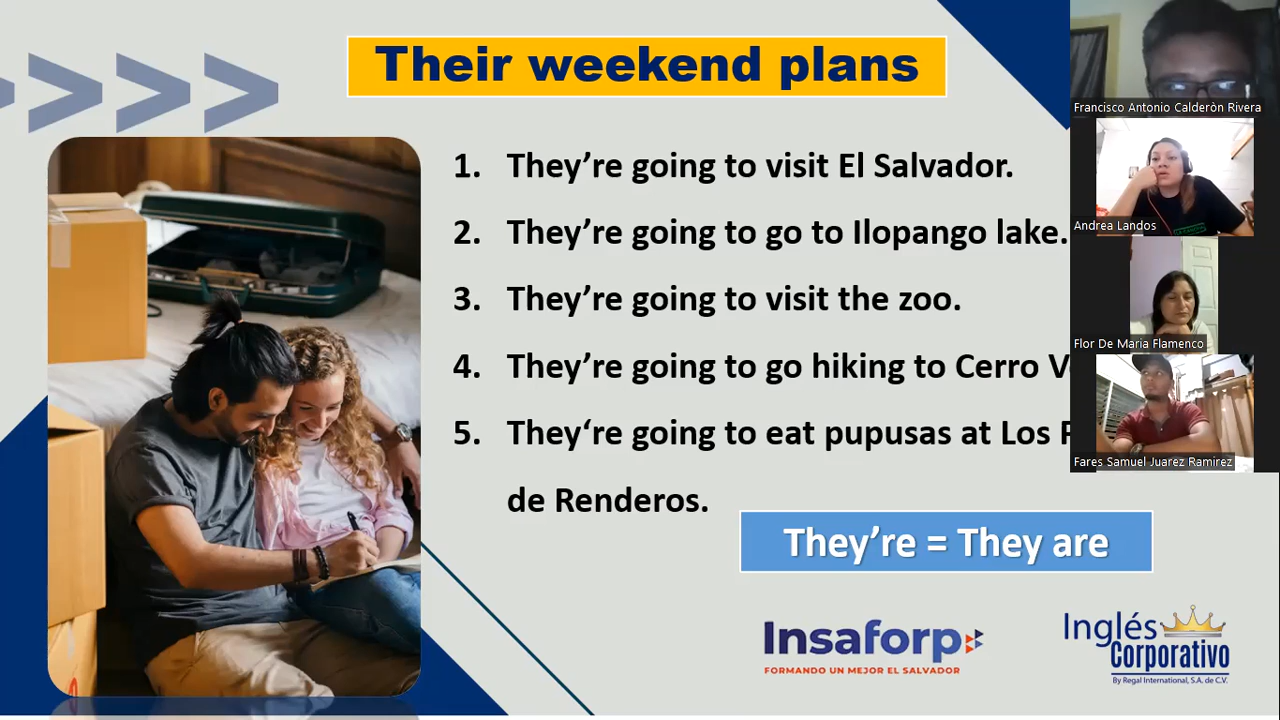 Their weekend plans
1. They’re going to visit El Salvador.
2. They’re going to go to Ilopango lake.
3. They’re going to visit the zoo.
4. They’re going to go hiking to Cerro
5. They‘re going to eat pupusas at Los
de Renderos.
They’re = They are
Insaforp
FORMANDO UN MEJOR EL SALVADOR
Inglés
Corporativo
By Regal International, S.A. de C.V.
Francisco Antonio Calderòn Rivera
Andrea Landos
Flor De Maria Flamenco
Fares Samuel Juarez Ramirez